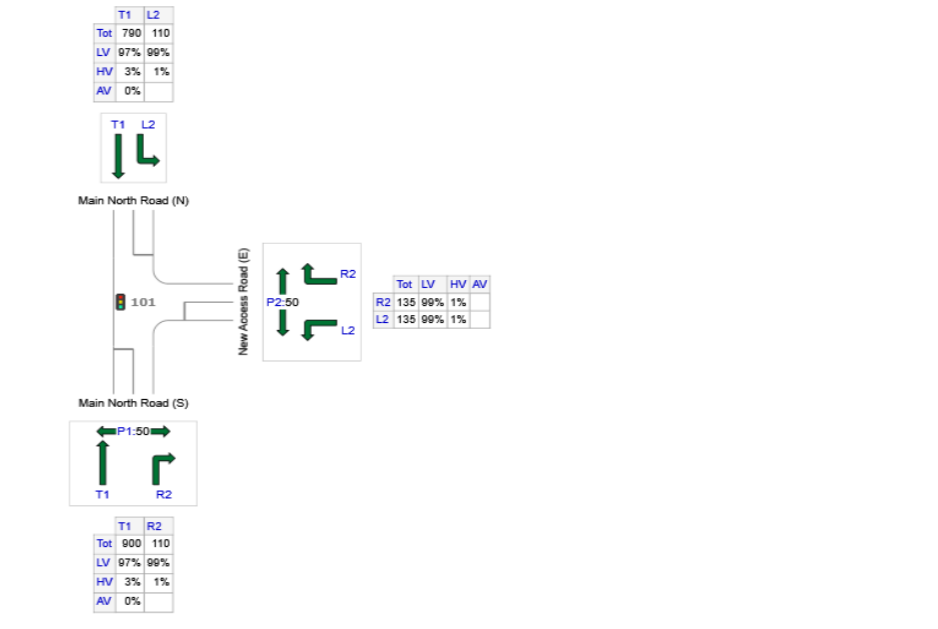 T1 L2
Tot 790 110
LV 97% 99%
HV 3% 1%
AV 0%
T1 L2
Main North Road (N)
101
New Access Road (E)
R2
P2:50
L2
Tot LV HV AV
R2 135 99% 1%
L2 135 99% 1%
Main North Road (S)
P1:50
T1 R2
T1 R2
Tot 900 110
LV 97% 99%
HV 3% 1%
AV 0%